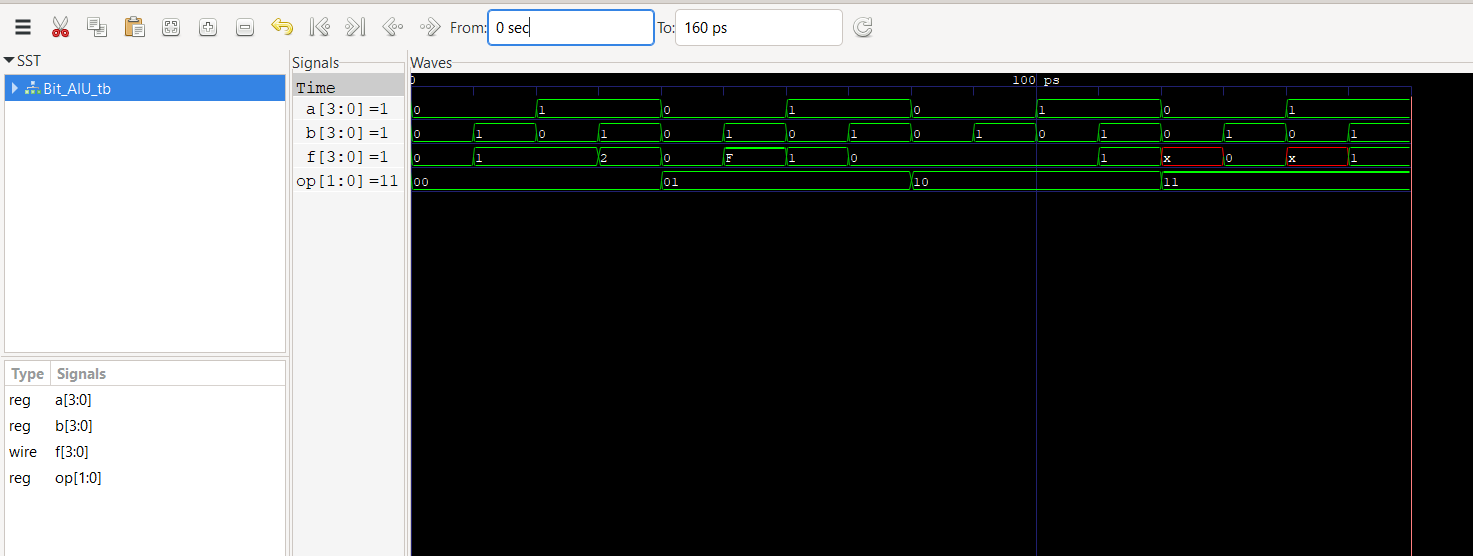 From: 0 sec To: 160 ps
SST
Bit_AIU_tb
Type Signals
reg a[3:0]
reg b[3:0]
wire f[3:0]
reg op[1:0]
Signals
Time
a[3:0] =1
b[3:0] =1
f[3:0] =1
op[1:0] =11
Waves
0 100 ps
0 1 0 1 0 1 0 1
0 1 0 1 0 1 0 1 0 1 0 1 0 1 0 1
0 1 2 0 F 1 0 1 x 0 x 1
00 01 10 11